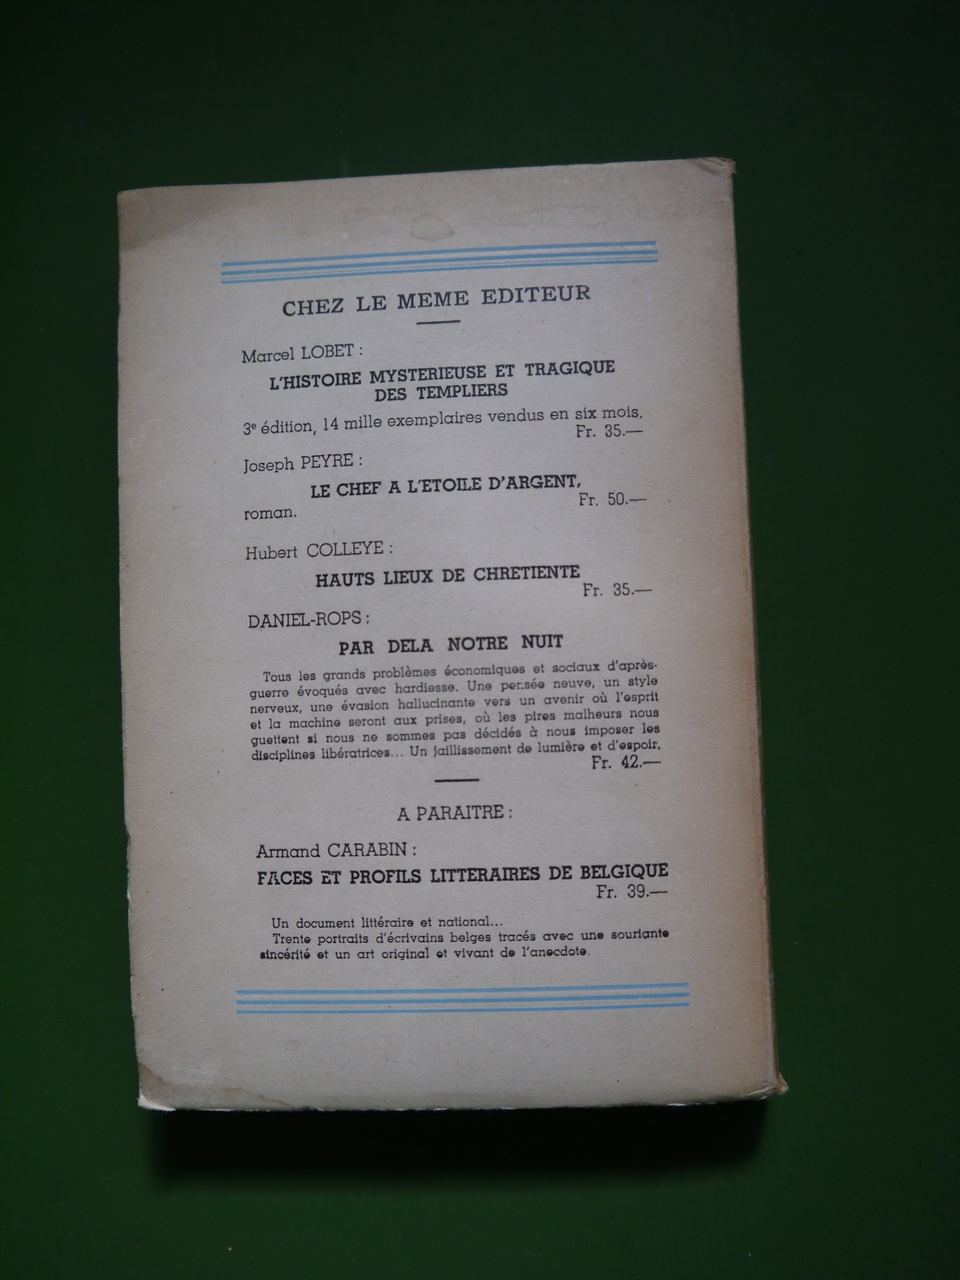 CHEZ LE MEME EDITEUR
Marcel LOBET :
L'HISTOIRE MYSTERIEUSE ET TRAGIQUE
DES TEMPLIERS
3e édition, 14 mille exemplaires vendus en six mois.
Fr. 35.—
Joseph PEYRE :
LE CHEF A L'ETOILE D'ARGENT,
roman.
Fr. 50.—
Hubert COLLEYE :
HAUTS LIEUX DE CHRETIENTE
Fr. 35.—
DANIEL-ROPS :
PAR DELA NOTRE NUIT
Tous les grands problèmes économiques et sociaux d'après-
guerre évoqués avec hardiesse. Une pensée neuve, un style
nerveux, une évasion hallucinante vers un avenir où l'esprit
et la machine seront aux prises, où les pires malheurs nous
guettent si nous ne sommes pas décidés à nous imposer les
disciplines libératrices... Un jaillissement de lumière et d'espoir.
Fr. 42.—
A PARAITRE :
Armand CARABIN :
FACES ET PROFILS LITTERAIRES DE BELGIQUE
Fr. 39.—
Un document littéraire et national...
Trente portraits d'écrivains belges tracés avec une souriante
sincérité et un art original et vivant de l'anecdote.